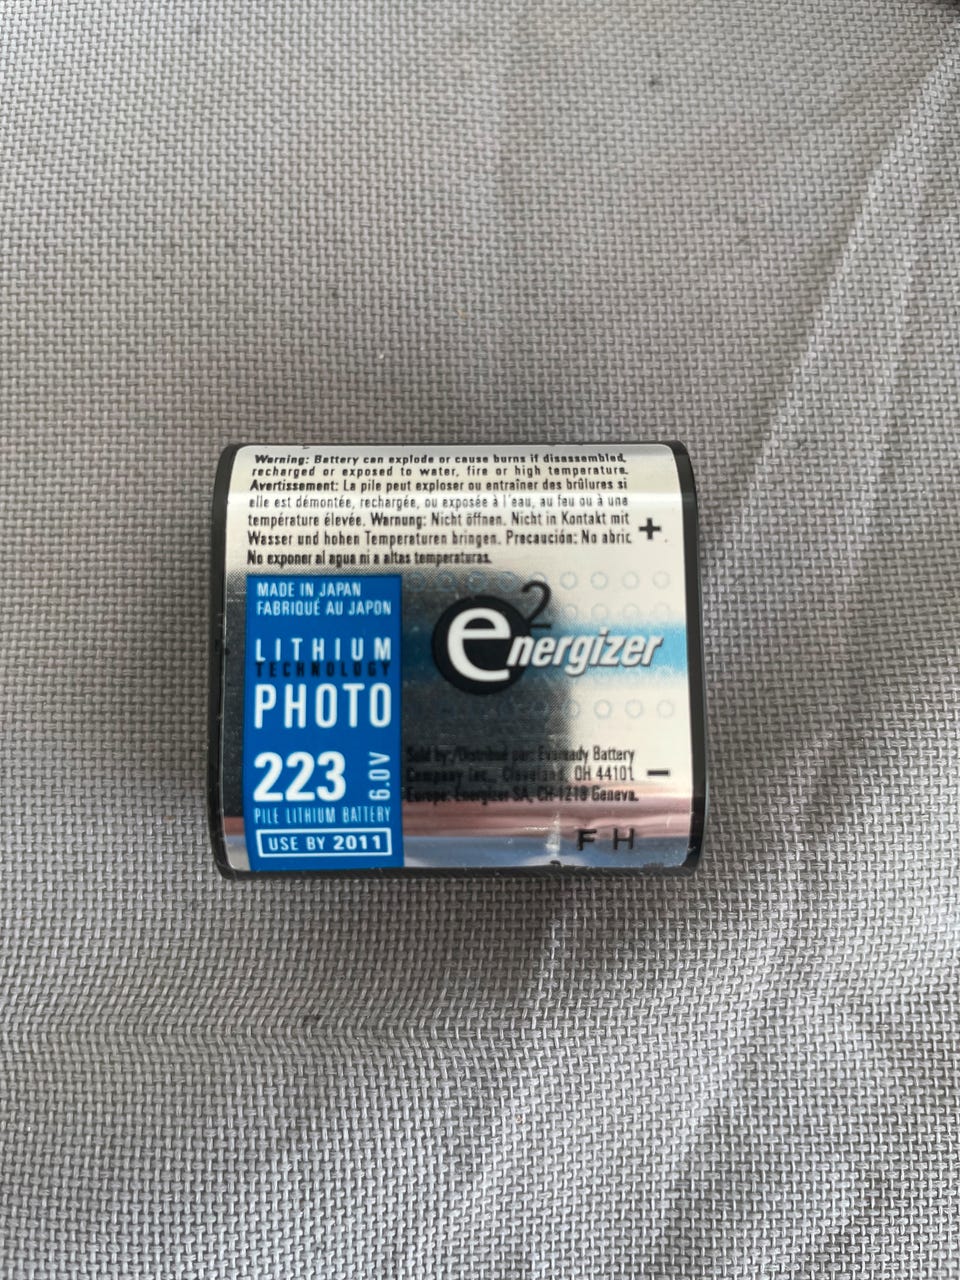 Warning: Battery can explode or cause burns if disassembled,
recharged or exposed to water, fire or high temperature.
Avertissement: La pile peut exploser ou entraîner des brûlures si
elle est démontée, rechargée, ou exposée à l'eau, au feu ou à une
température élevée. Warnung: Nicht öffnen. Nicht in Kontakt mit
Wasser und hohen Temperaturen bringen. Precaución: No abric
No exponer al agua ni a altas temperaturas.
+
MADE IN JAPAN
FABRIQUÉ AU JAPON
LITHIUM
TECHNOLOGY
PHOTO
223 6.0V
PILE LITHIUM BATTERY
USE BY 2011
e2
energizer
Sold by:/Distribué par: Eveready Battery
Company Inc., Cleveland, OH 44101
Europe: Energizer SA, CH-1218 Geneva.
−
F H